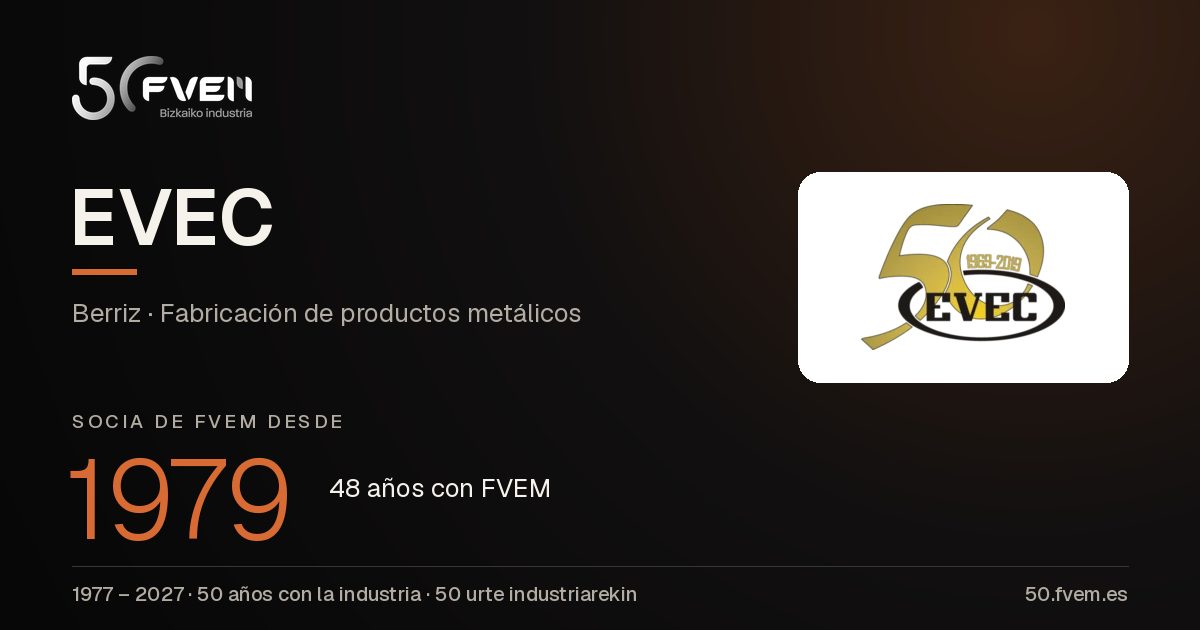 50 FVEM
Bizkaiko industria
EVEC
Berriz · Fabricación de productos metálicos
50
1969-2019
EVEC
SOCIA DE FVEM DESDE
1979
48 años con FVEM
1977 – 2027 · 50 años con la industria · 50 urte industriarekin
50.fvem.es